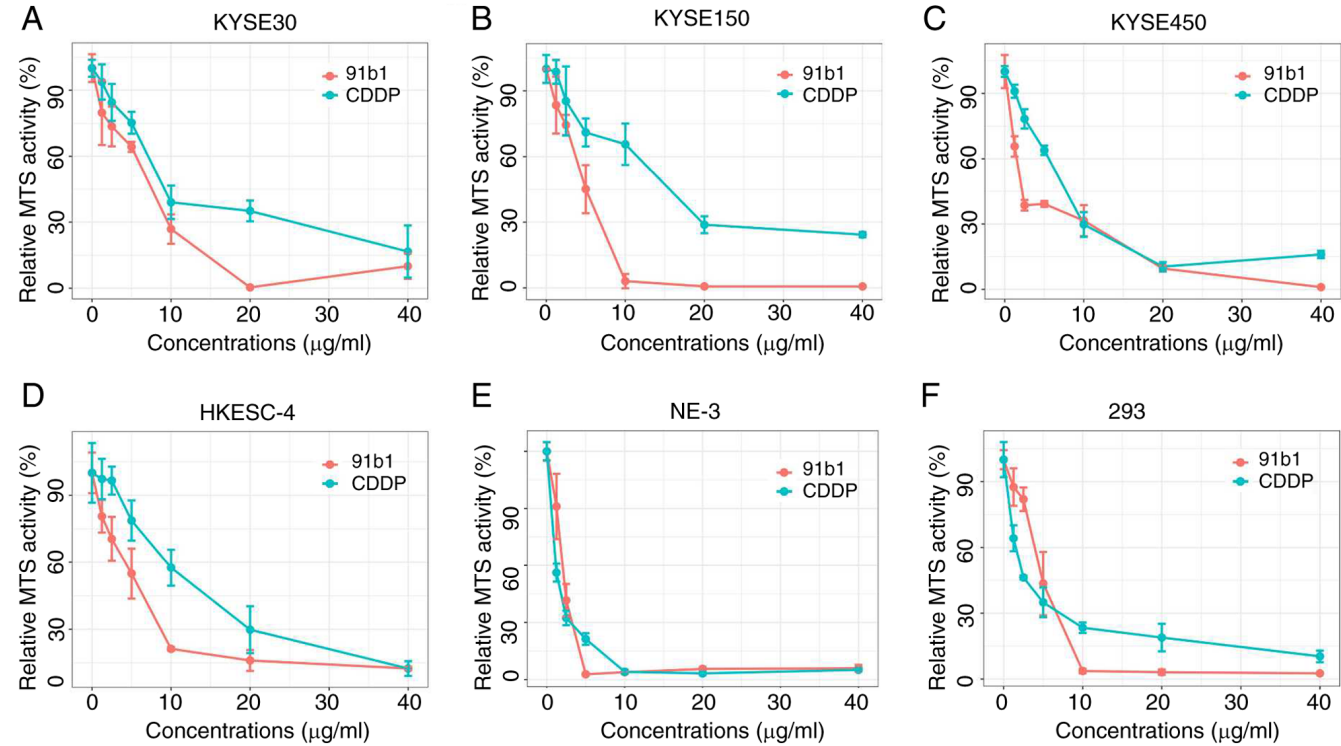 A
KYSE30
Relative MTS activity (%)
90
60
30
0
91b1
CDDP
0 10 20 30 40
Concentrations (μg/ml)
B
KYSE150
Relative MTS activity (%)
90
60
30
0
91b1
CDDP
0 10 20 30 40
Concentrations (μg/ml)
C
KYSE450
Relative MTS activity (%)
90
60
30
0
91b1
CDDP
0 10 20 30 40
Concentrations (μg/ml)
D
HKESC-4
Relative MTS activity (%)
90
60
30
0
91b1
CDDP
0 10 20 30 40
Concentrations (μg/ml)
E
NE-3
Relative MTS activity (%)
90
60
30
0
91b1
CDDP
0 10 20 30 40
Concentrations (μg/ml)
F
293
Relative MTS activity (%)
90
60
30
0
91b1
CDDP
0 10 20 30 40
Concentrations (μg/ml)